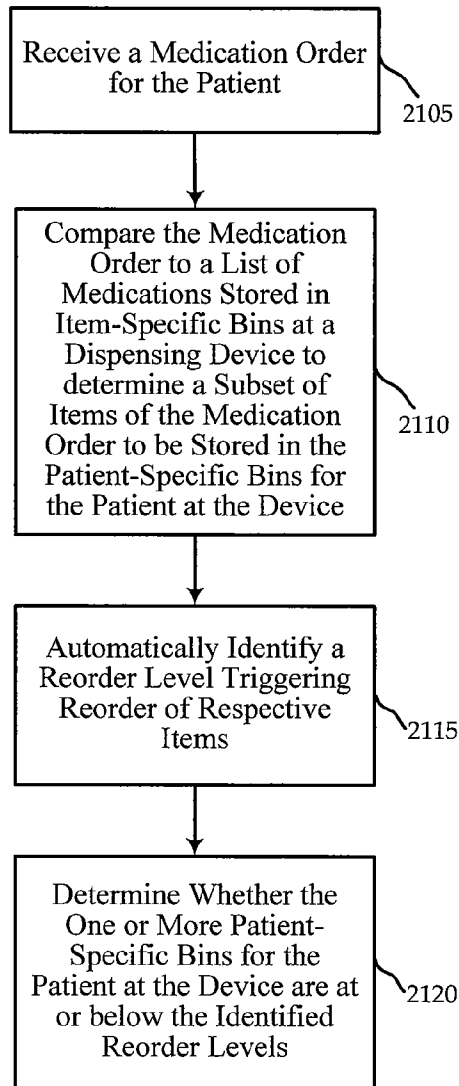 Receive a Medication Order
for the Patient
2105
Compare the Medication
Order to a List of
Medications Stored in
Item-Specific Bins at a
Dispensing Device to
determine a Subset of
Items of the Medication
Order to be Stored in the
Patient-Specific Bins for
the Patient at the Device
2110
Automatically Identify a
Reorder Level Triggering
Reorder of Respective
Items
2115
Determine Whether the
One or More Patient-
Specific Bins for the
Patient at the Device are at
or below the Identified
Reorder Levels
2120